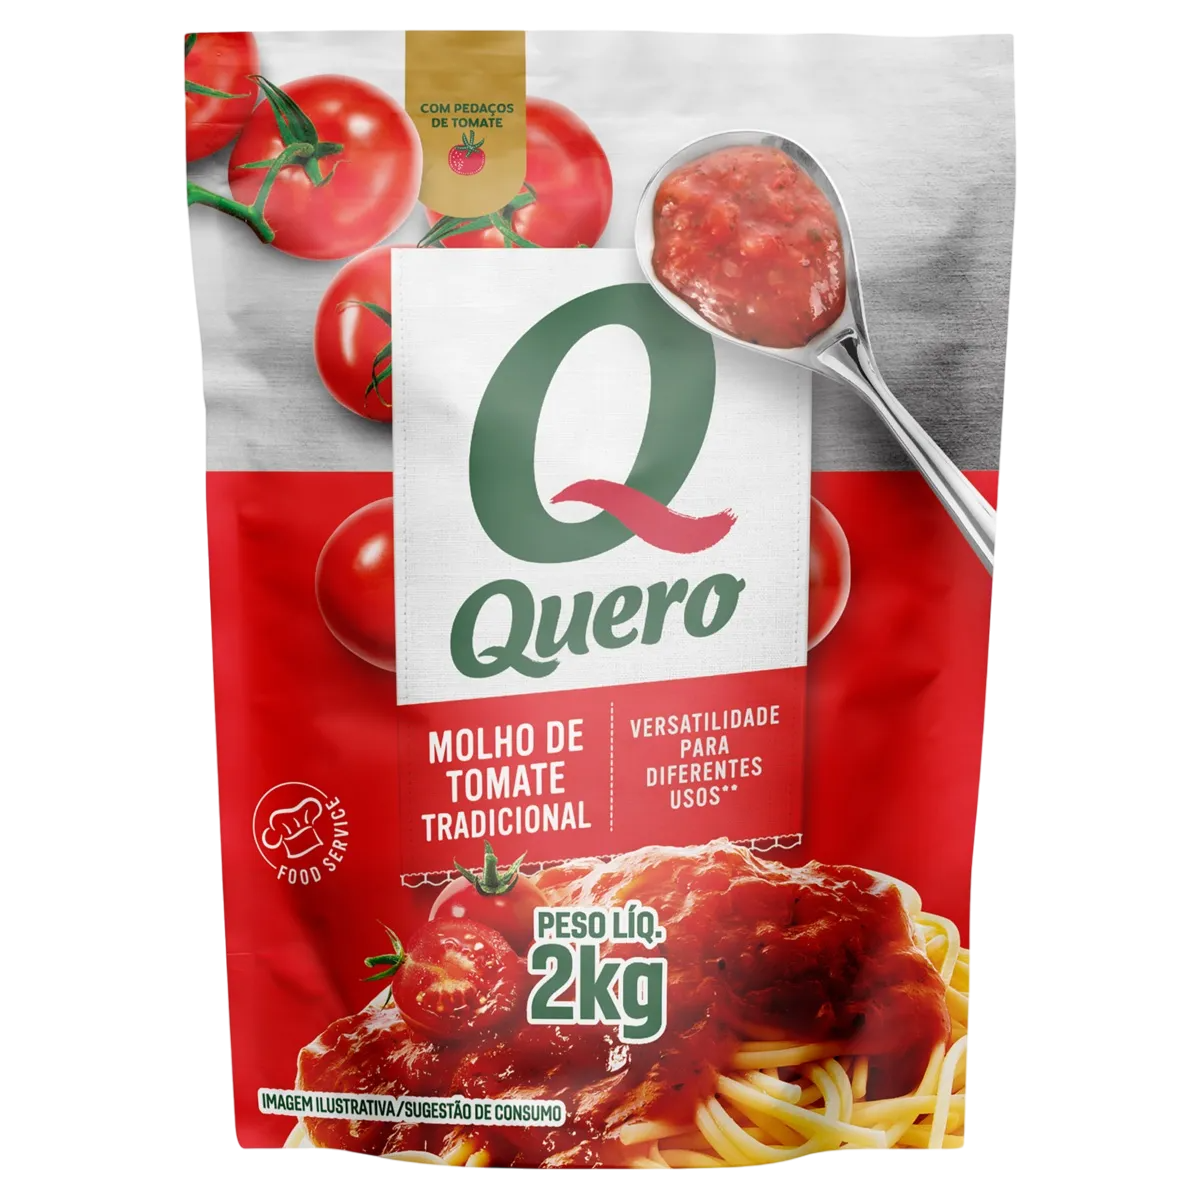 COM PEDAÇOS
DE TOMATE
Quero
MOLHO DE
TOMATE
TRADICIONAL
VERSATILIDADE
PARA
DIFERENTES
USOS**
FOOD SERVICE
PESO LÍQ.
2kg
IMAGEM ILUSTRATIVA/SUGESTÃO DE CONSUMO